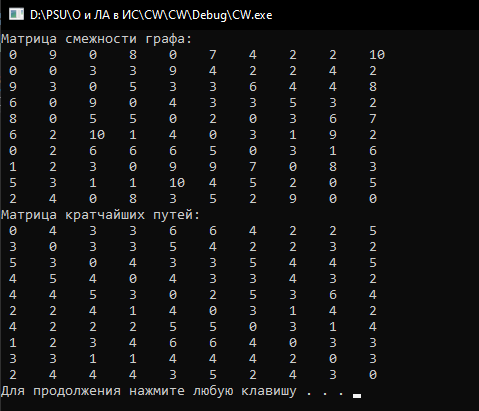 D:\PSU\О и ЛА в ИС\CW\CW\Debug\CW.exe
Матрица смежности графа:
0 9 0 8 0 7 4 2 2 10
0 0 3 3 9 4 2 2 4 2
9 3 0 5 3 3 6 4 4 8
6 0 9 0 4 3 3 5 3 2
8 0 5 5 0 2 0 3 6 7
6 2 10 1 4 0 3 1 9 2
0 2 6 6 6 5 0 3 1 6
1 2 3 0 9 9 7 0 8 3
5 3 1 1 10 4 5 2 0 5
2 4 0 8 3 5 2 9 0 0
Матрица кратчайших путей:
0 4 3 3 6 6 4 2 2 5
3 0 3 3 5 4 2 2 3 2
5 3 0 4 3 3 5 4 4 5
4 5 4 0 4 3 3 4 3 2
4 4 5 3 0 2 5 3 6 4
2 2 4 1 4 0 3 1 4 2
4 2 2 2 5 5 0 3 1 4
1 2 3 4 6 6 4 0 3 3
3 3 1 1 4 4 4 2 0 3
2 4 4 4 3 5 2 4 3 0
Для продолжения нажмите любую клавишу . . .